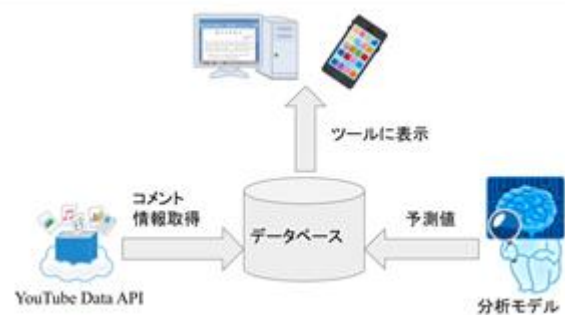 ツールに表示
コメント
情報取得
データベース
予測値
YouTube Data API
分析モデル